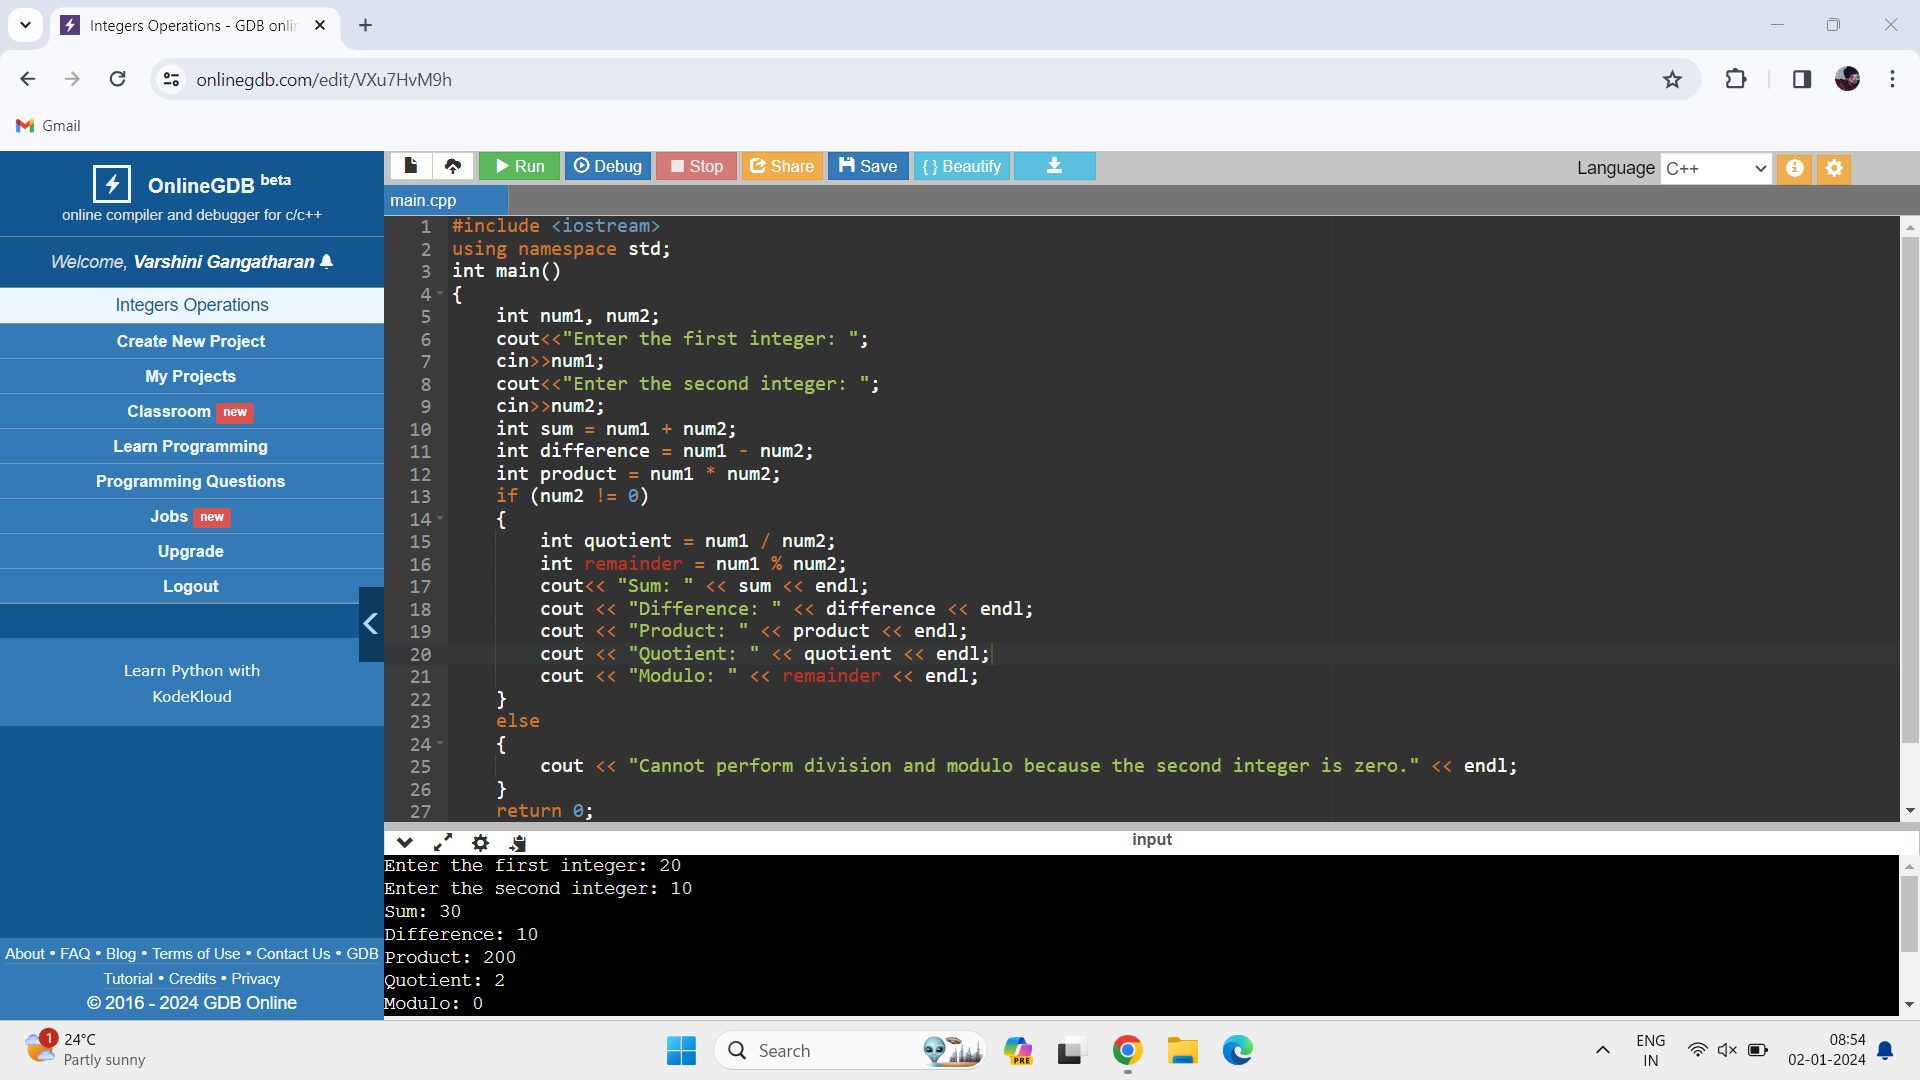 Integers Operations - GDB onlin
onlinegdb.com/edit/VXu7HvM9h
Gmail
OnlineGDB beta
online compiler and debugger for c/c++
Welcome, Varshini Gangatharan
Integers Operations
Create New Project
My Projects
Classroom new
Learn Programming
Programming Questions
Jobs new
Upgrade
Logout
Learn Python with
KodeKloud
About • FAQ • Blog • Terms of Use • Contact Us • GDB
Tutorial • Credits • Privacy
© 2016 - 2024 GDB Online
Run Debug Stop Share Save { } Beautify
Language C++
main.cpp
1 #include <iostream>
2 using namespace std;
3 int main()
4 {
5 int num1, num2;
6 cout<<"Enter the first integer: ";
7 cin>>num1;
8 cout<<"Enter the second integer: ";
9 cin>>num2;
10 int sum = num1 + num2;
11 int difference = num1 - num2;
12 int product = num1 * num2;
13 if (num2 != 0)
14 {
15 int quotient = num1 / num2;
16 int remainder = num1 % num2;
17 cout<< "Sum: " << sum << endl;
18 cout << "Difference: " << difference << endl;
19 cout << "Product: " << product << endl;
20 cout << "Quotient: " << quotient << endl;
21 cout << "Modulo: " << remainder << endl;
22 }
23 else
24 {
25 cout << "Cannot perform division and modulo because the second integer is zero." << endl;
26 }
27 return 0;
input
Enter the first integer: 20
Enter the second integer: 10
Sum: 30
Difference: 10
Product: 200
Quotient: 2
Modulo: 0
1
24°C
Partly sunny
Search
PRE
ENG
IN
08:54
02-01-2024